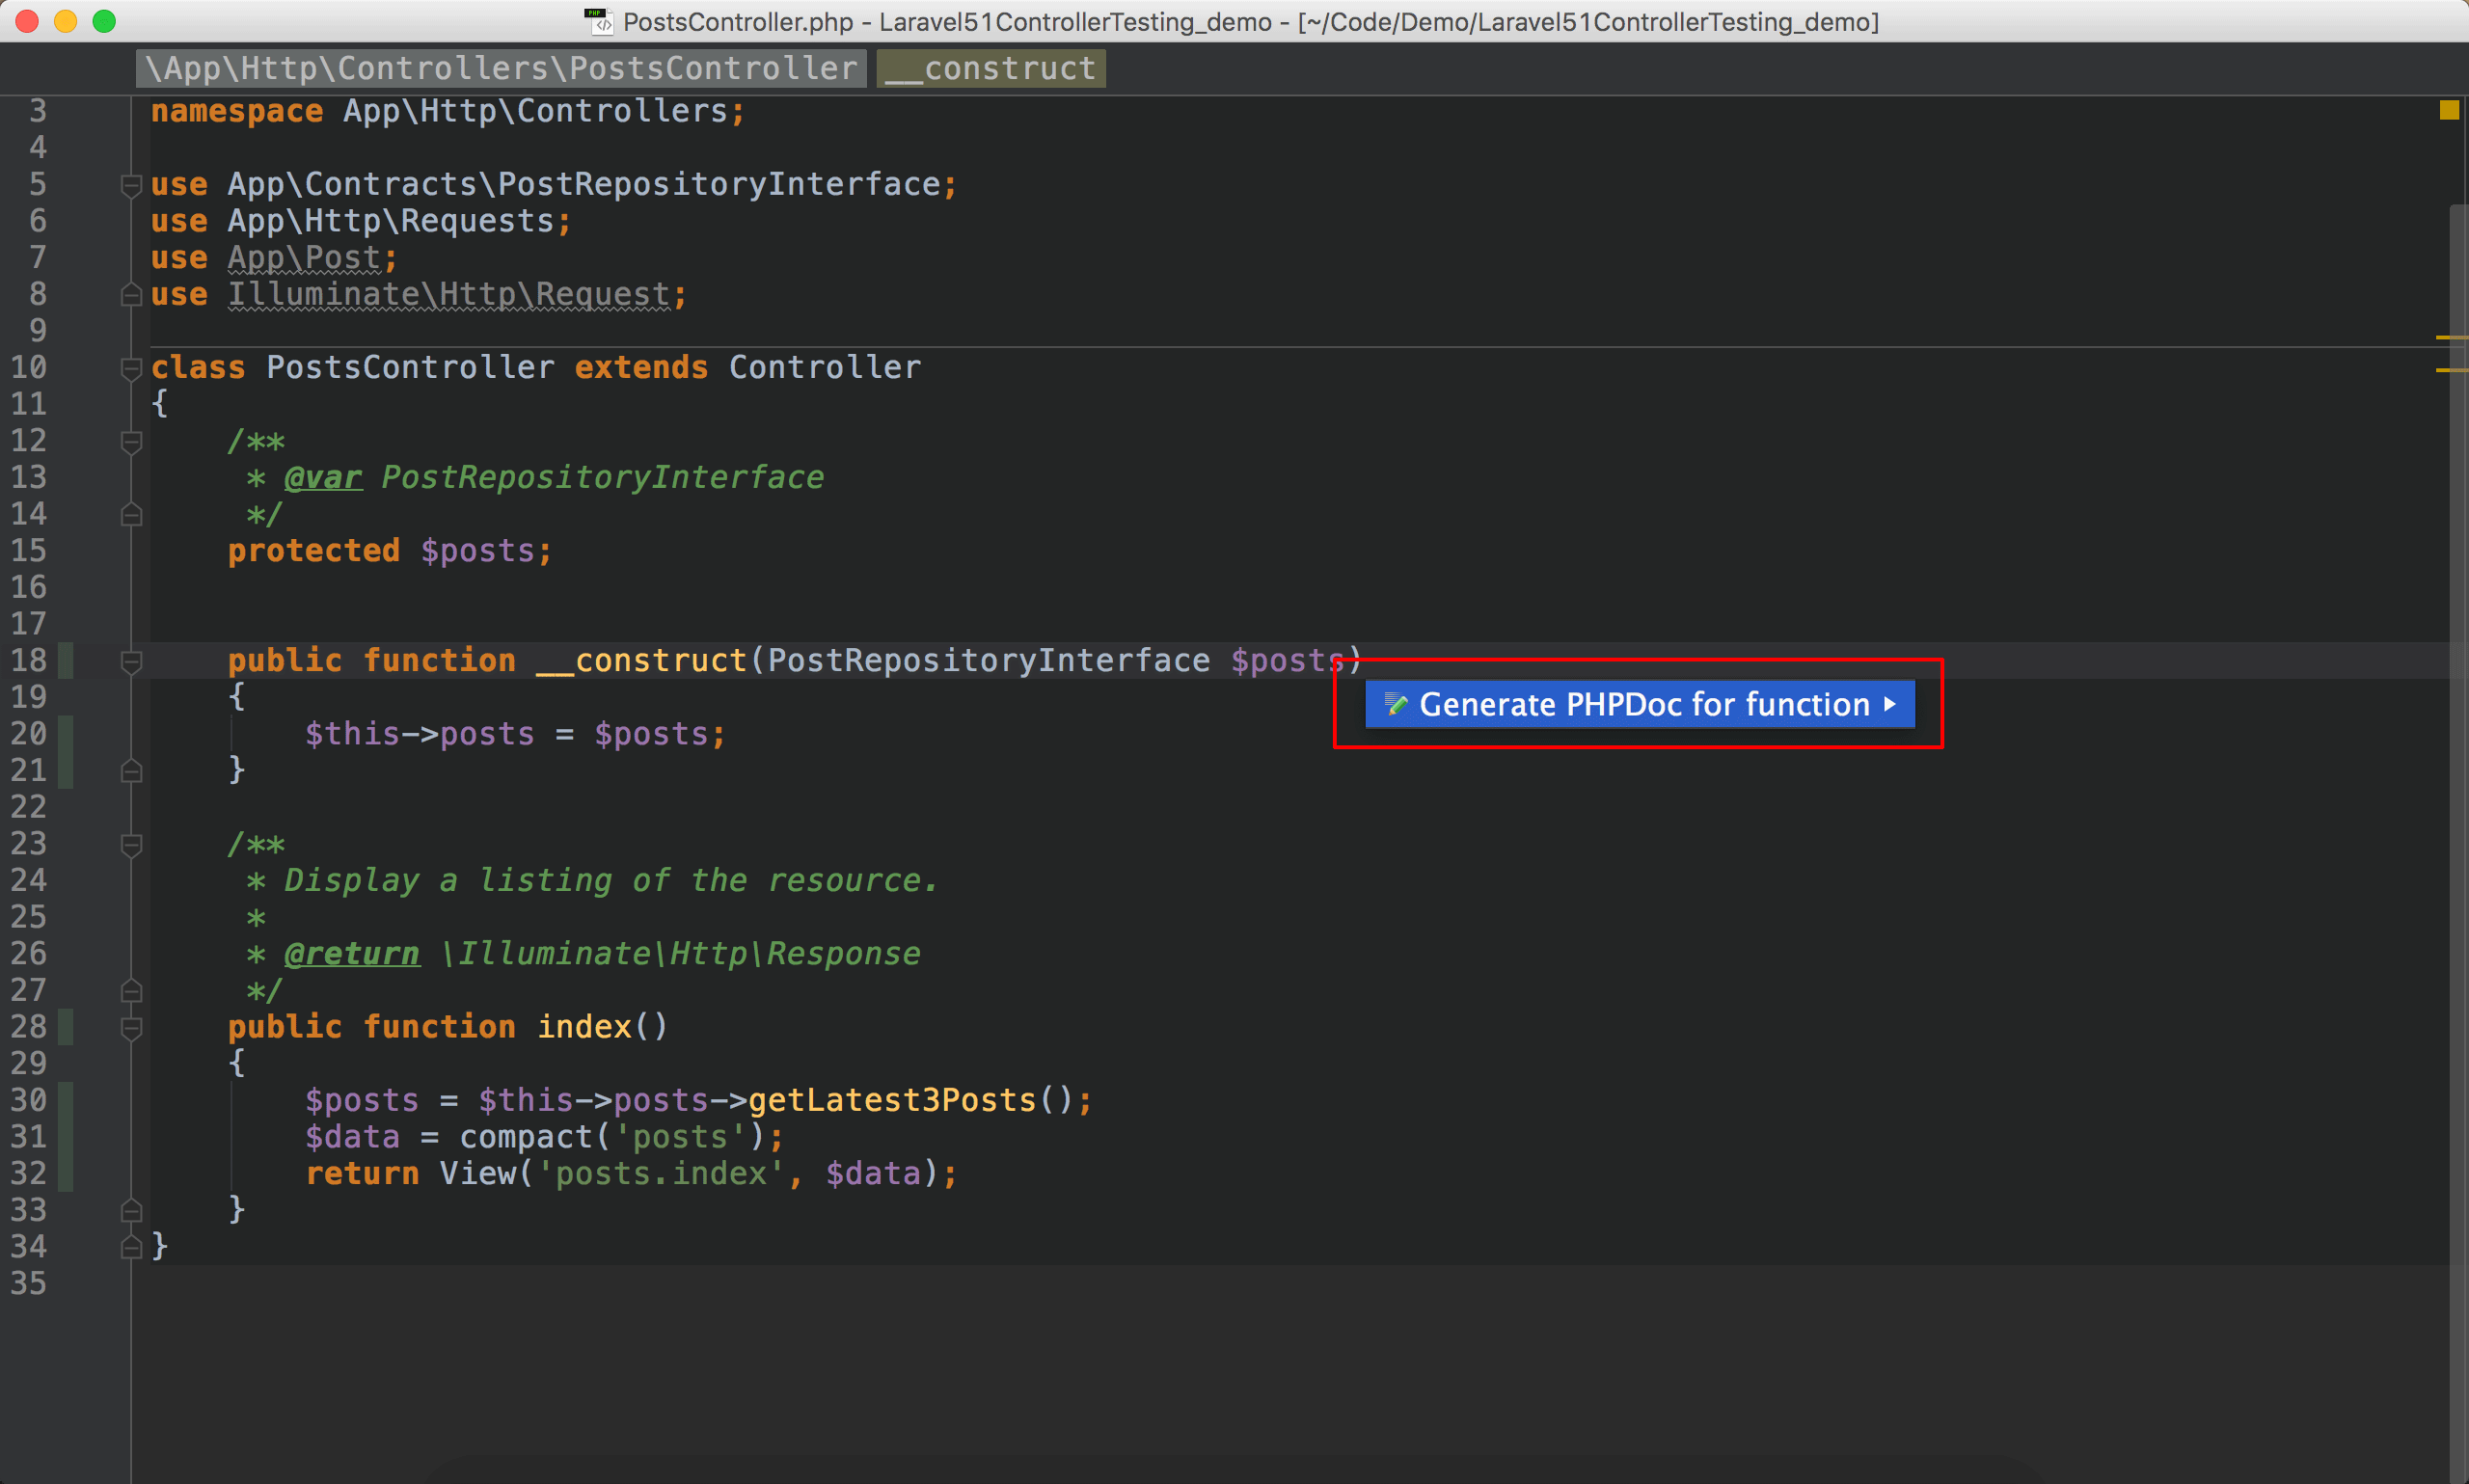 PostsController.php - Laravel51ControllerTesting_demo - [~/Code/Demo/Laravel51ControllerTesting_demo]
\App\Http\Controllers\PostsController __construct
3 namespace App\Http\Controllers;
4
5 use App\Contracts\PostRepositoryInterface;
6 use App\Http\Requests;
7 use App\Post;
8 use Illuminate\Http\Request;
9
10 class PostsController extends Controller
11 {
12     /**
13      * @var PostRepositoryInterface
14      */
15     protected $posts;
16
17
18     public function __construct(PostRepositoryInterface $posts)
19     {
Generate PHPDoc for function
20         $this->posts = $posts;
21     }
22
23     /**
24      * Display a listing of the resource.
25      *
26      * @return \Illuminate\Http\Response
27      */
28     public function index()
29     {
30         $posts = $this->posts->getLatest3Posts();
31         $data = compact('posts');
32         return View('posts.index', $data);
33     }
34 }
35